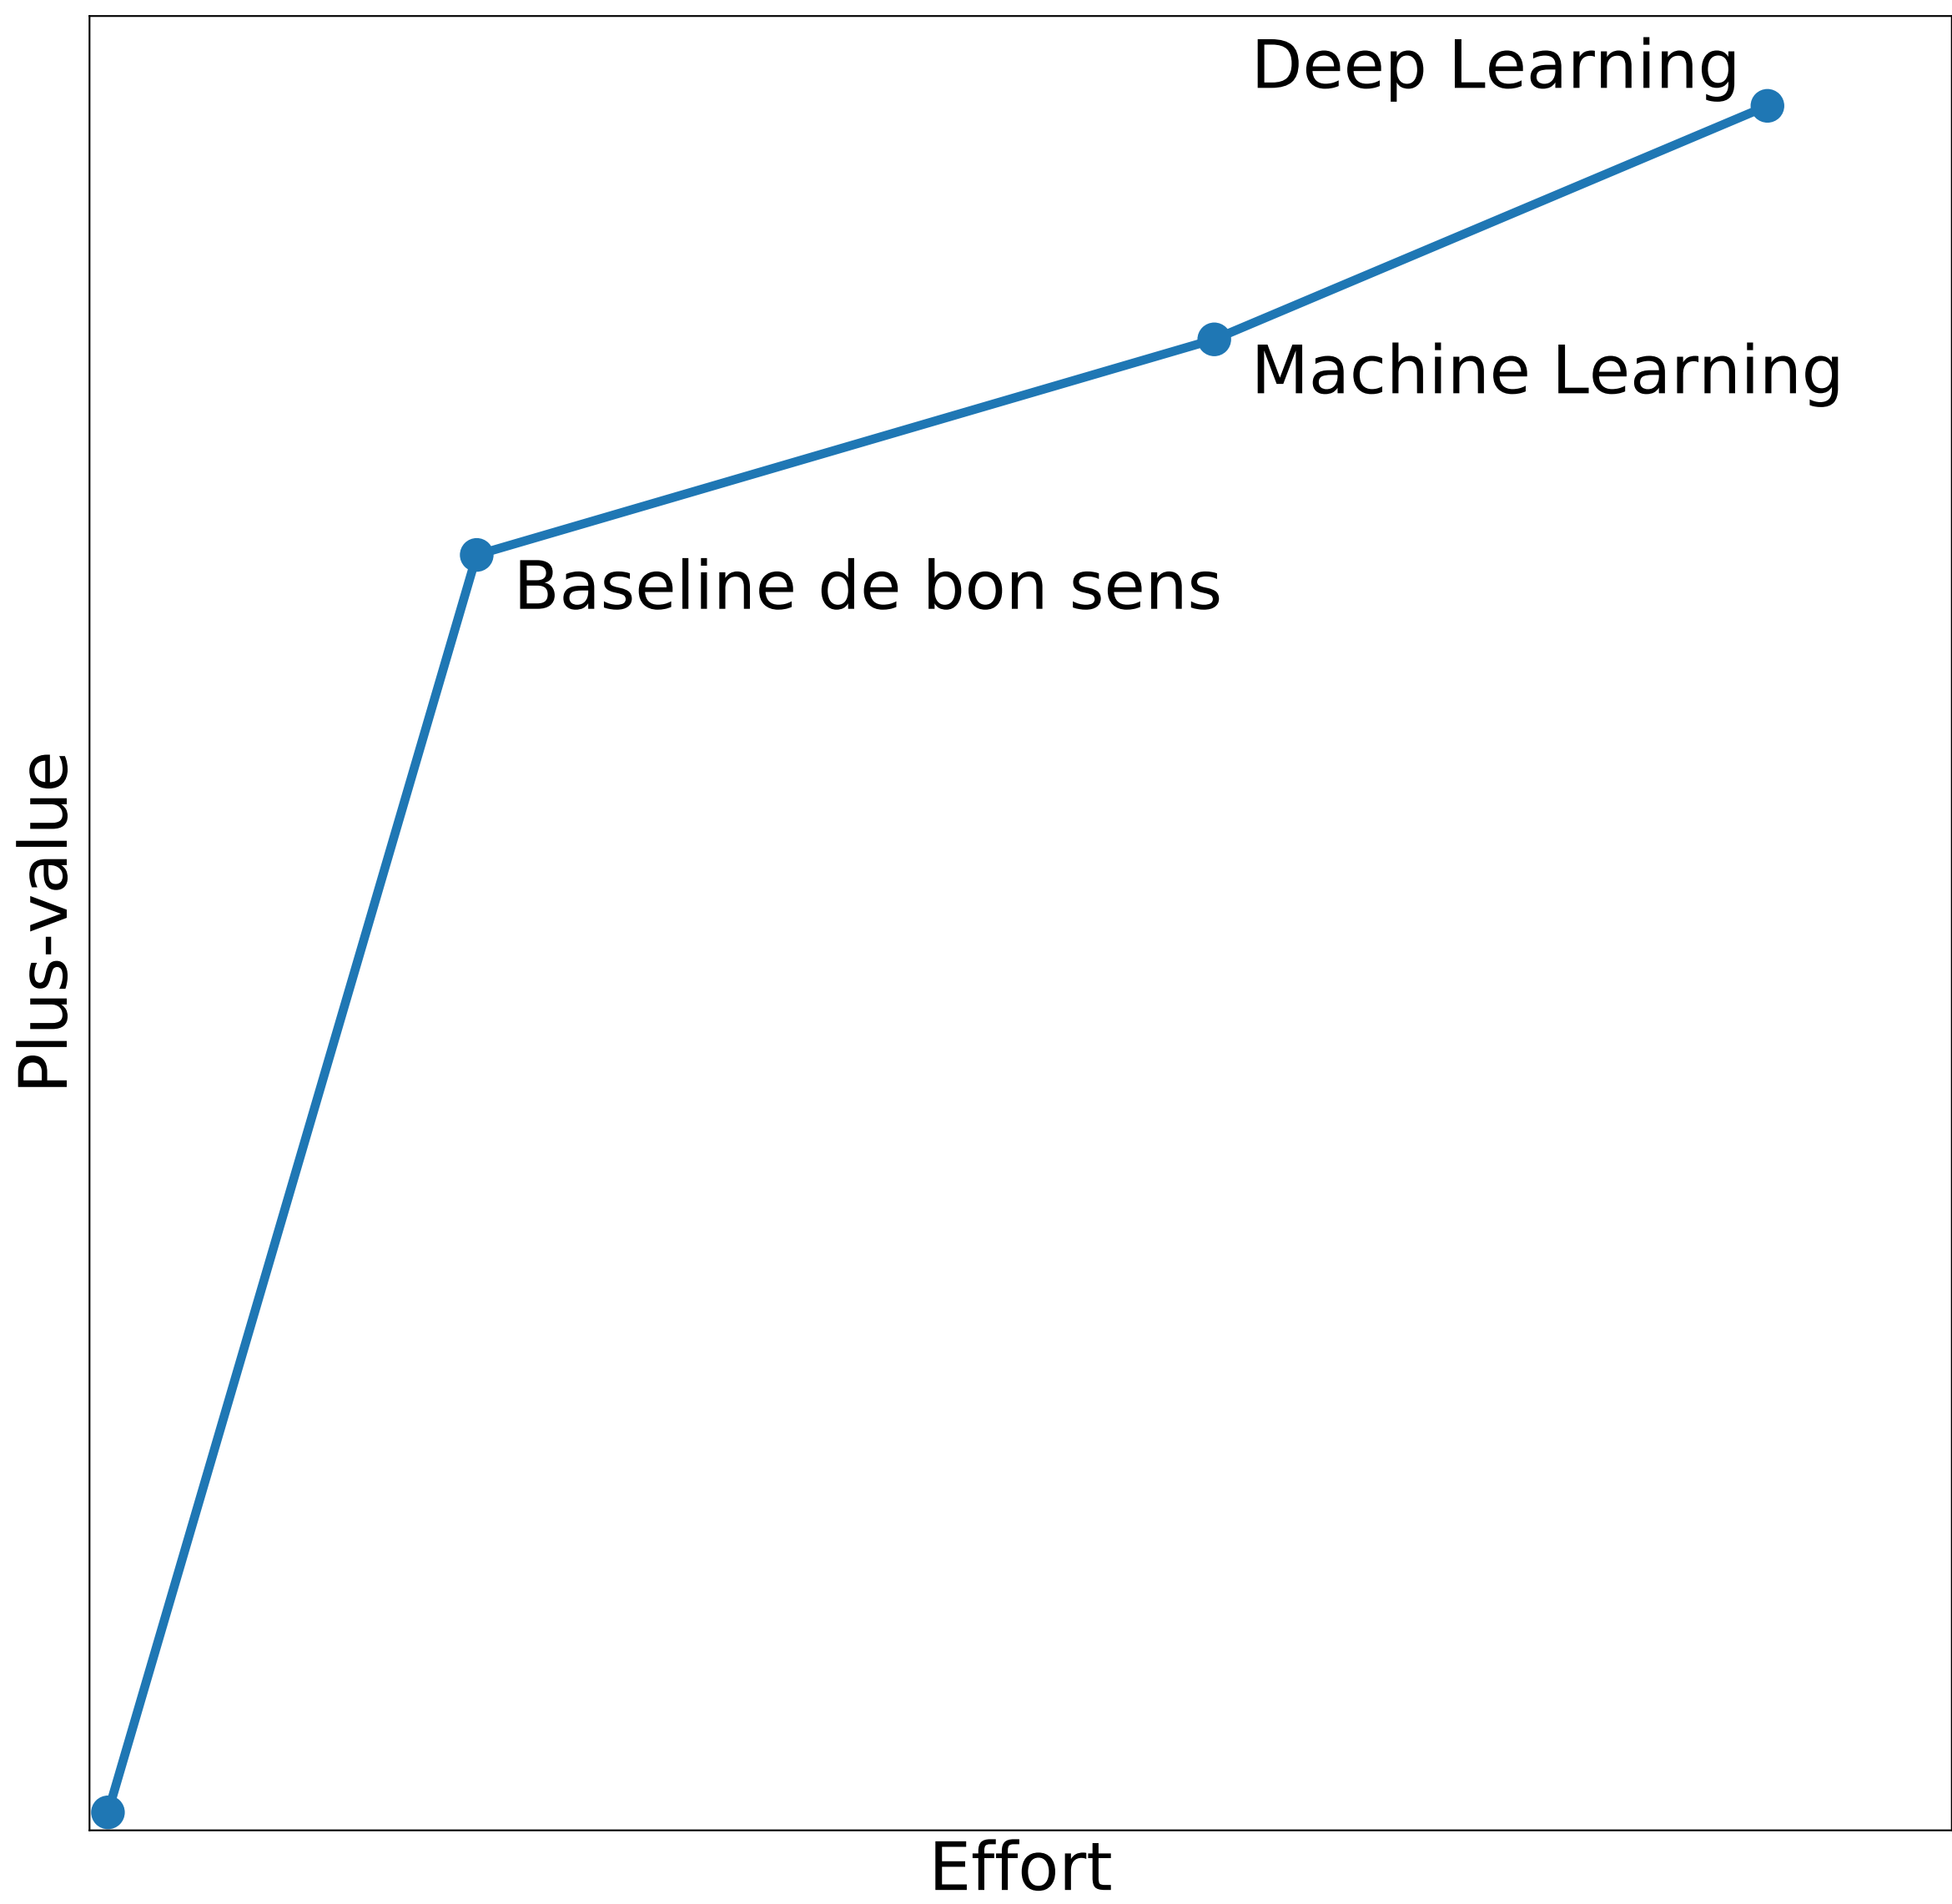 Deep Learning
Machine Learning
Baseline de bon sens
Plus-value
Effort